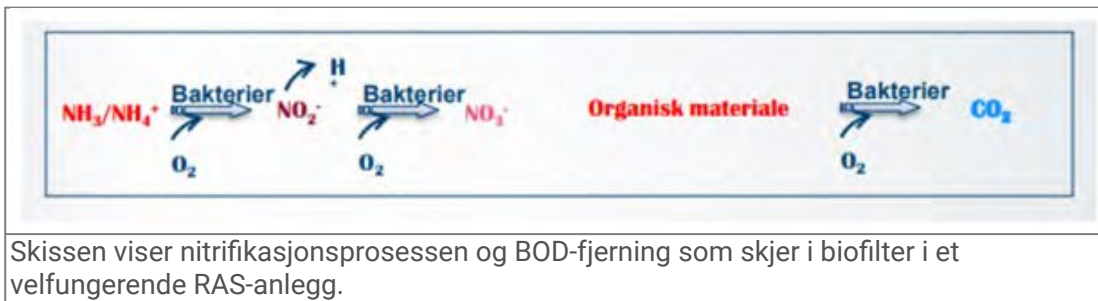 NH₃/NH₄⁺ Bakterier NO₂⁻ H⁺ Bakterier NO₃⁻ Organisk materiale Bakterier CO₂
O₂ O₂ O₂
Skissen viser nitrifikasjonsprosessen og BOD-fjerning som skjer i biofilter i et
velfungerende RAS-anlegg.